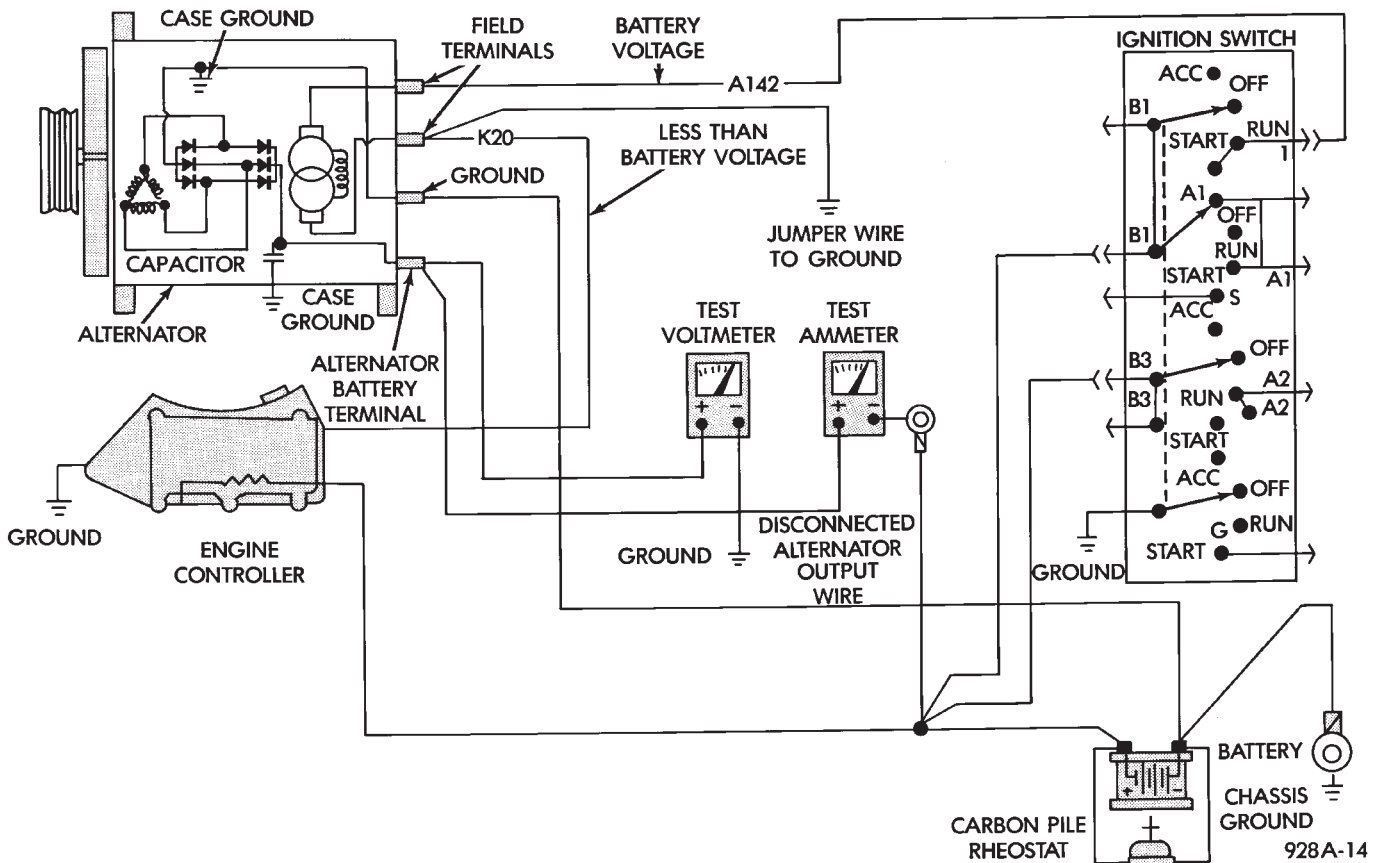 CASE GROUND
FIELD
TERMINALS
BATTERY
VOLTAGE
A142
K20
LESS THAN
BATTERY VOLTAGE
GROUND
JUMPER WIRE
TO GROUND
CAPACITOR
CASE
GROUND
ALTERNATOR
ALTERNATOR
BATTERY
TERMINAL
TEST
VOLTMETER
+ −
TEST
AMMETER
+ −
GROUND
ENGINE
CONTROLLER
GROUND
DISCONNECTED
ALTERNATOR
OUTPUT
WIRE
IGNITION SWITCH
ACC
OFF
B1
START
RUN
1
A1
OFF
B1
RUN
START
A1
S
ACC
B3
OFF
A2
B3
RUN
A2
START
ACC
OFF
G
RUN
START
GROUND
BATTERY
+ −
CHASSIS
GROUND
CARBON PILE
RHEOSTAT
928A-14